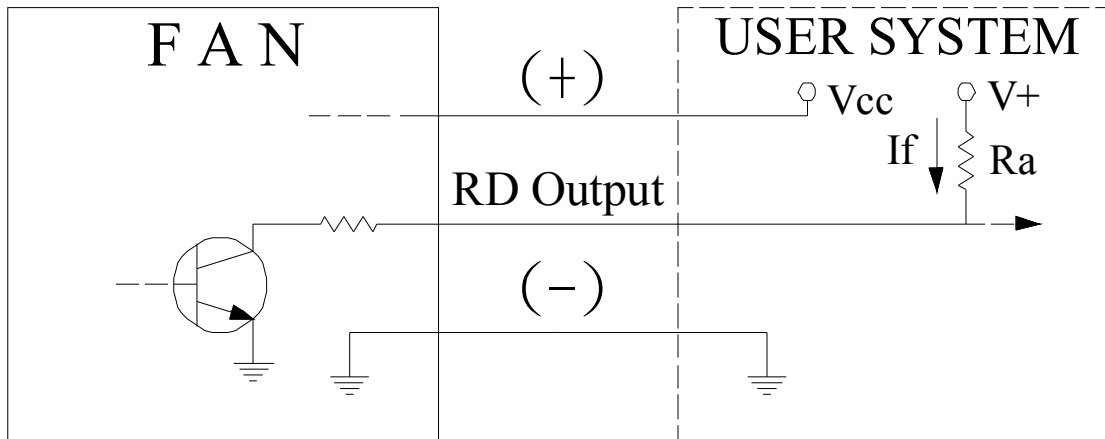 F A N
USER SYSTEM
(+)
Vcc
V+
If
Ra
RD Output
(-)